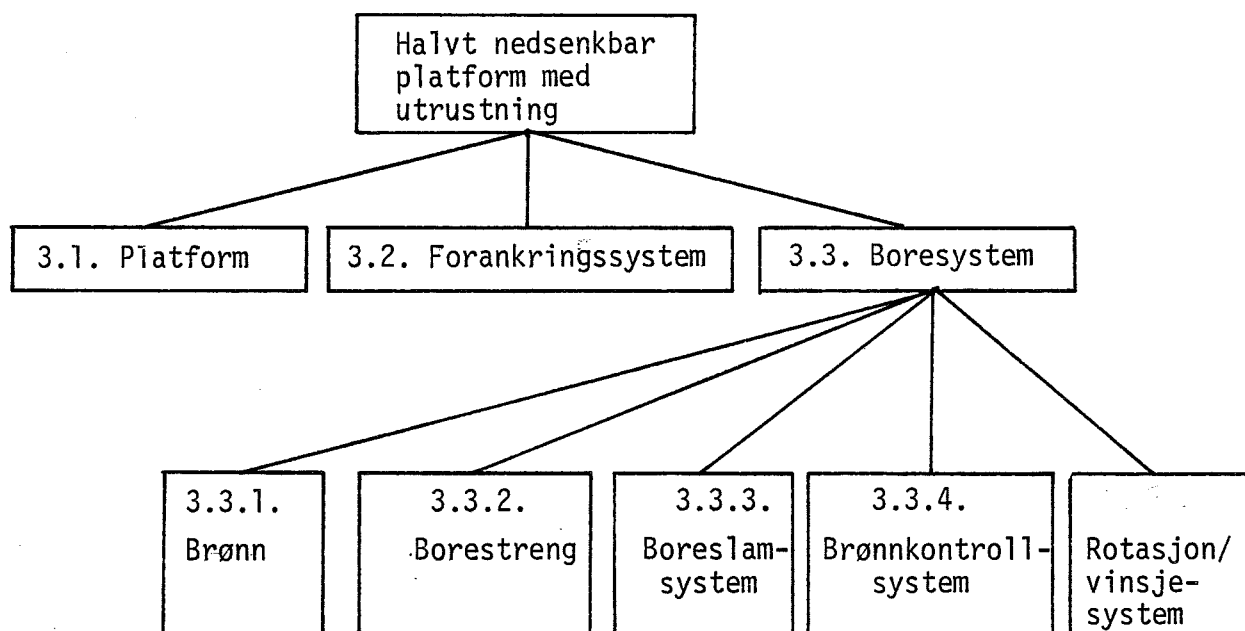 Halvt nedsenkbar
platform med
utrustning
3.1. Platform
3.2. Forankringssystem
3.3. Boresystem
3.3.1.
Brønn
3.3.2.
Borestreng
3.3.3.
Boreslam-
system
3.3.4.
Brønnkontroll-
system
Rotasjon/
vinsje-
system